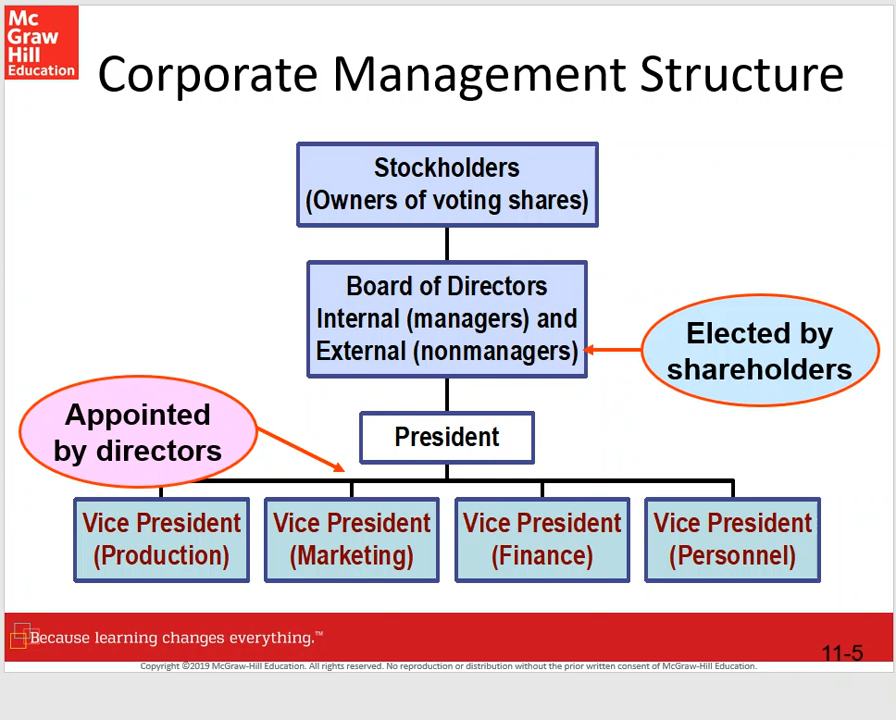 Mc
Graw
Hill
Education
Corporate Management Structure
Stockholders
(Owners of voting shares)
Board of Directors
Internal (managers) and
External (nonmanagers)
Elected by
shareholders
Appointed
by directors
President
Vice President
(Production)
Vice President
(Marketing)
Vice President
(Finance)
Vice President
(Personnel)
Because learning changes everything.™
11-5
Copyright ©2019 McGraw-Hill Education. All rights reserved. No reproduction or distribution without the prior written consent of McGraw-Hill Education.